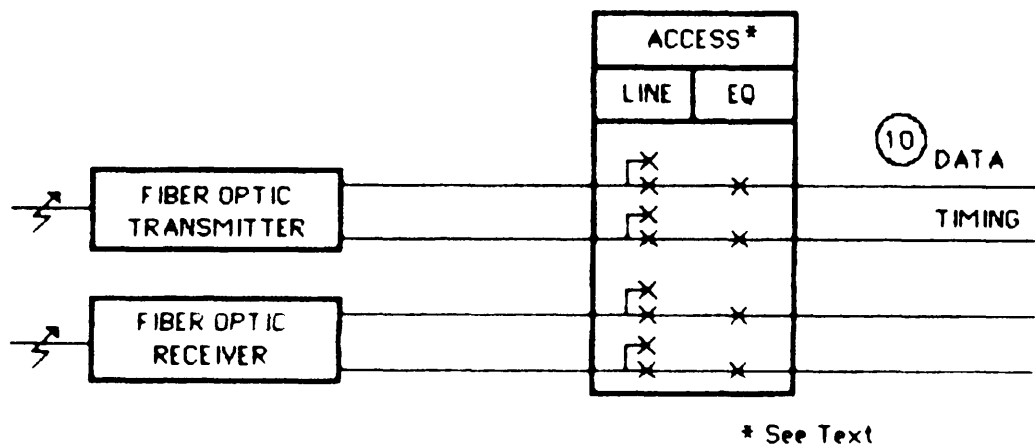 ACCESS*
LINE EQ
10
DATA
FIBER OPTIC
TRANSMITTER
TIMING
FIBER OPTIC
RECEIVER
* See Text